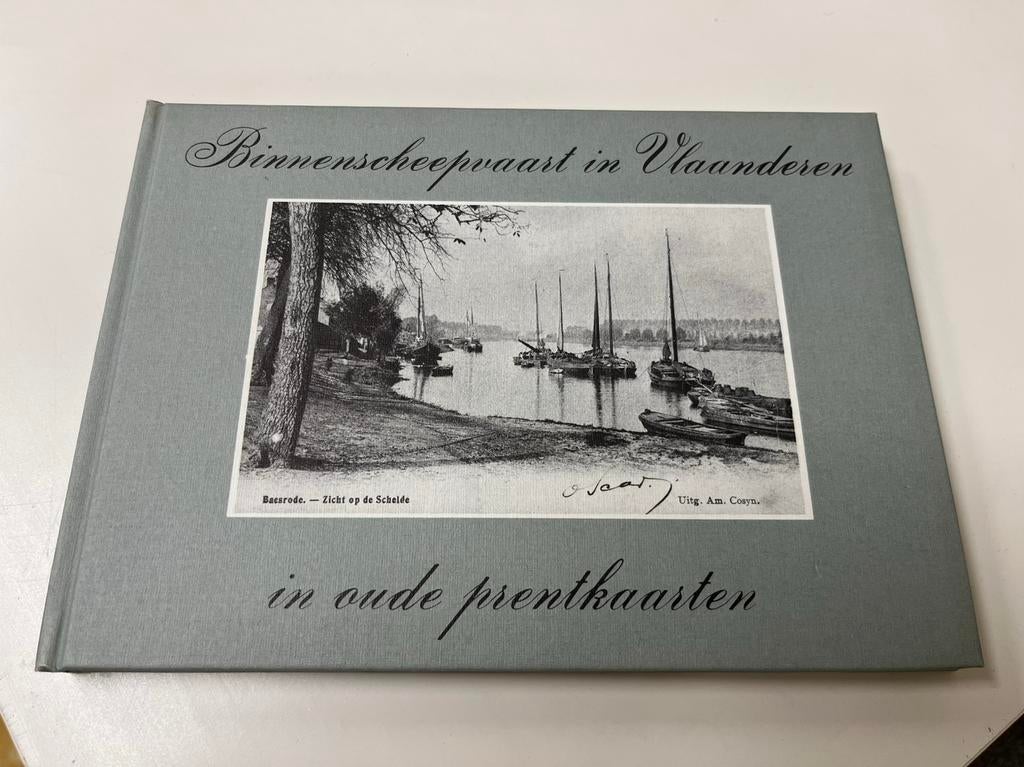 Binnenscheepvaart in Vlaanderen
Baesrode. — Zicht op de Schelde
Uitg. Am. Cosyn.
in oude prentkaarten